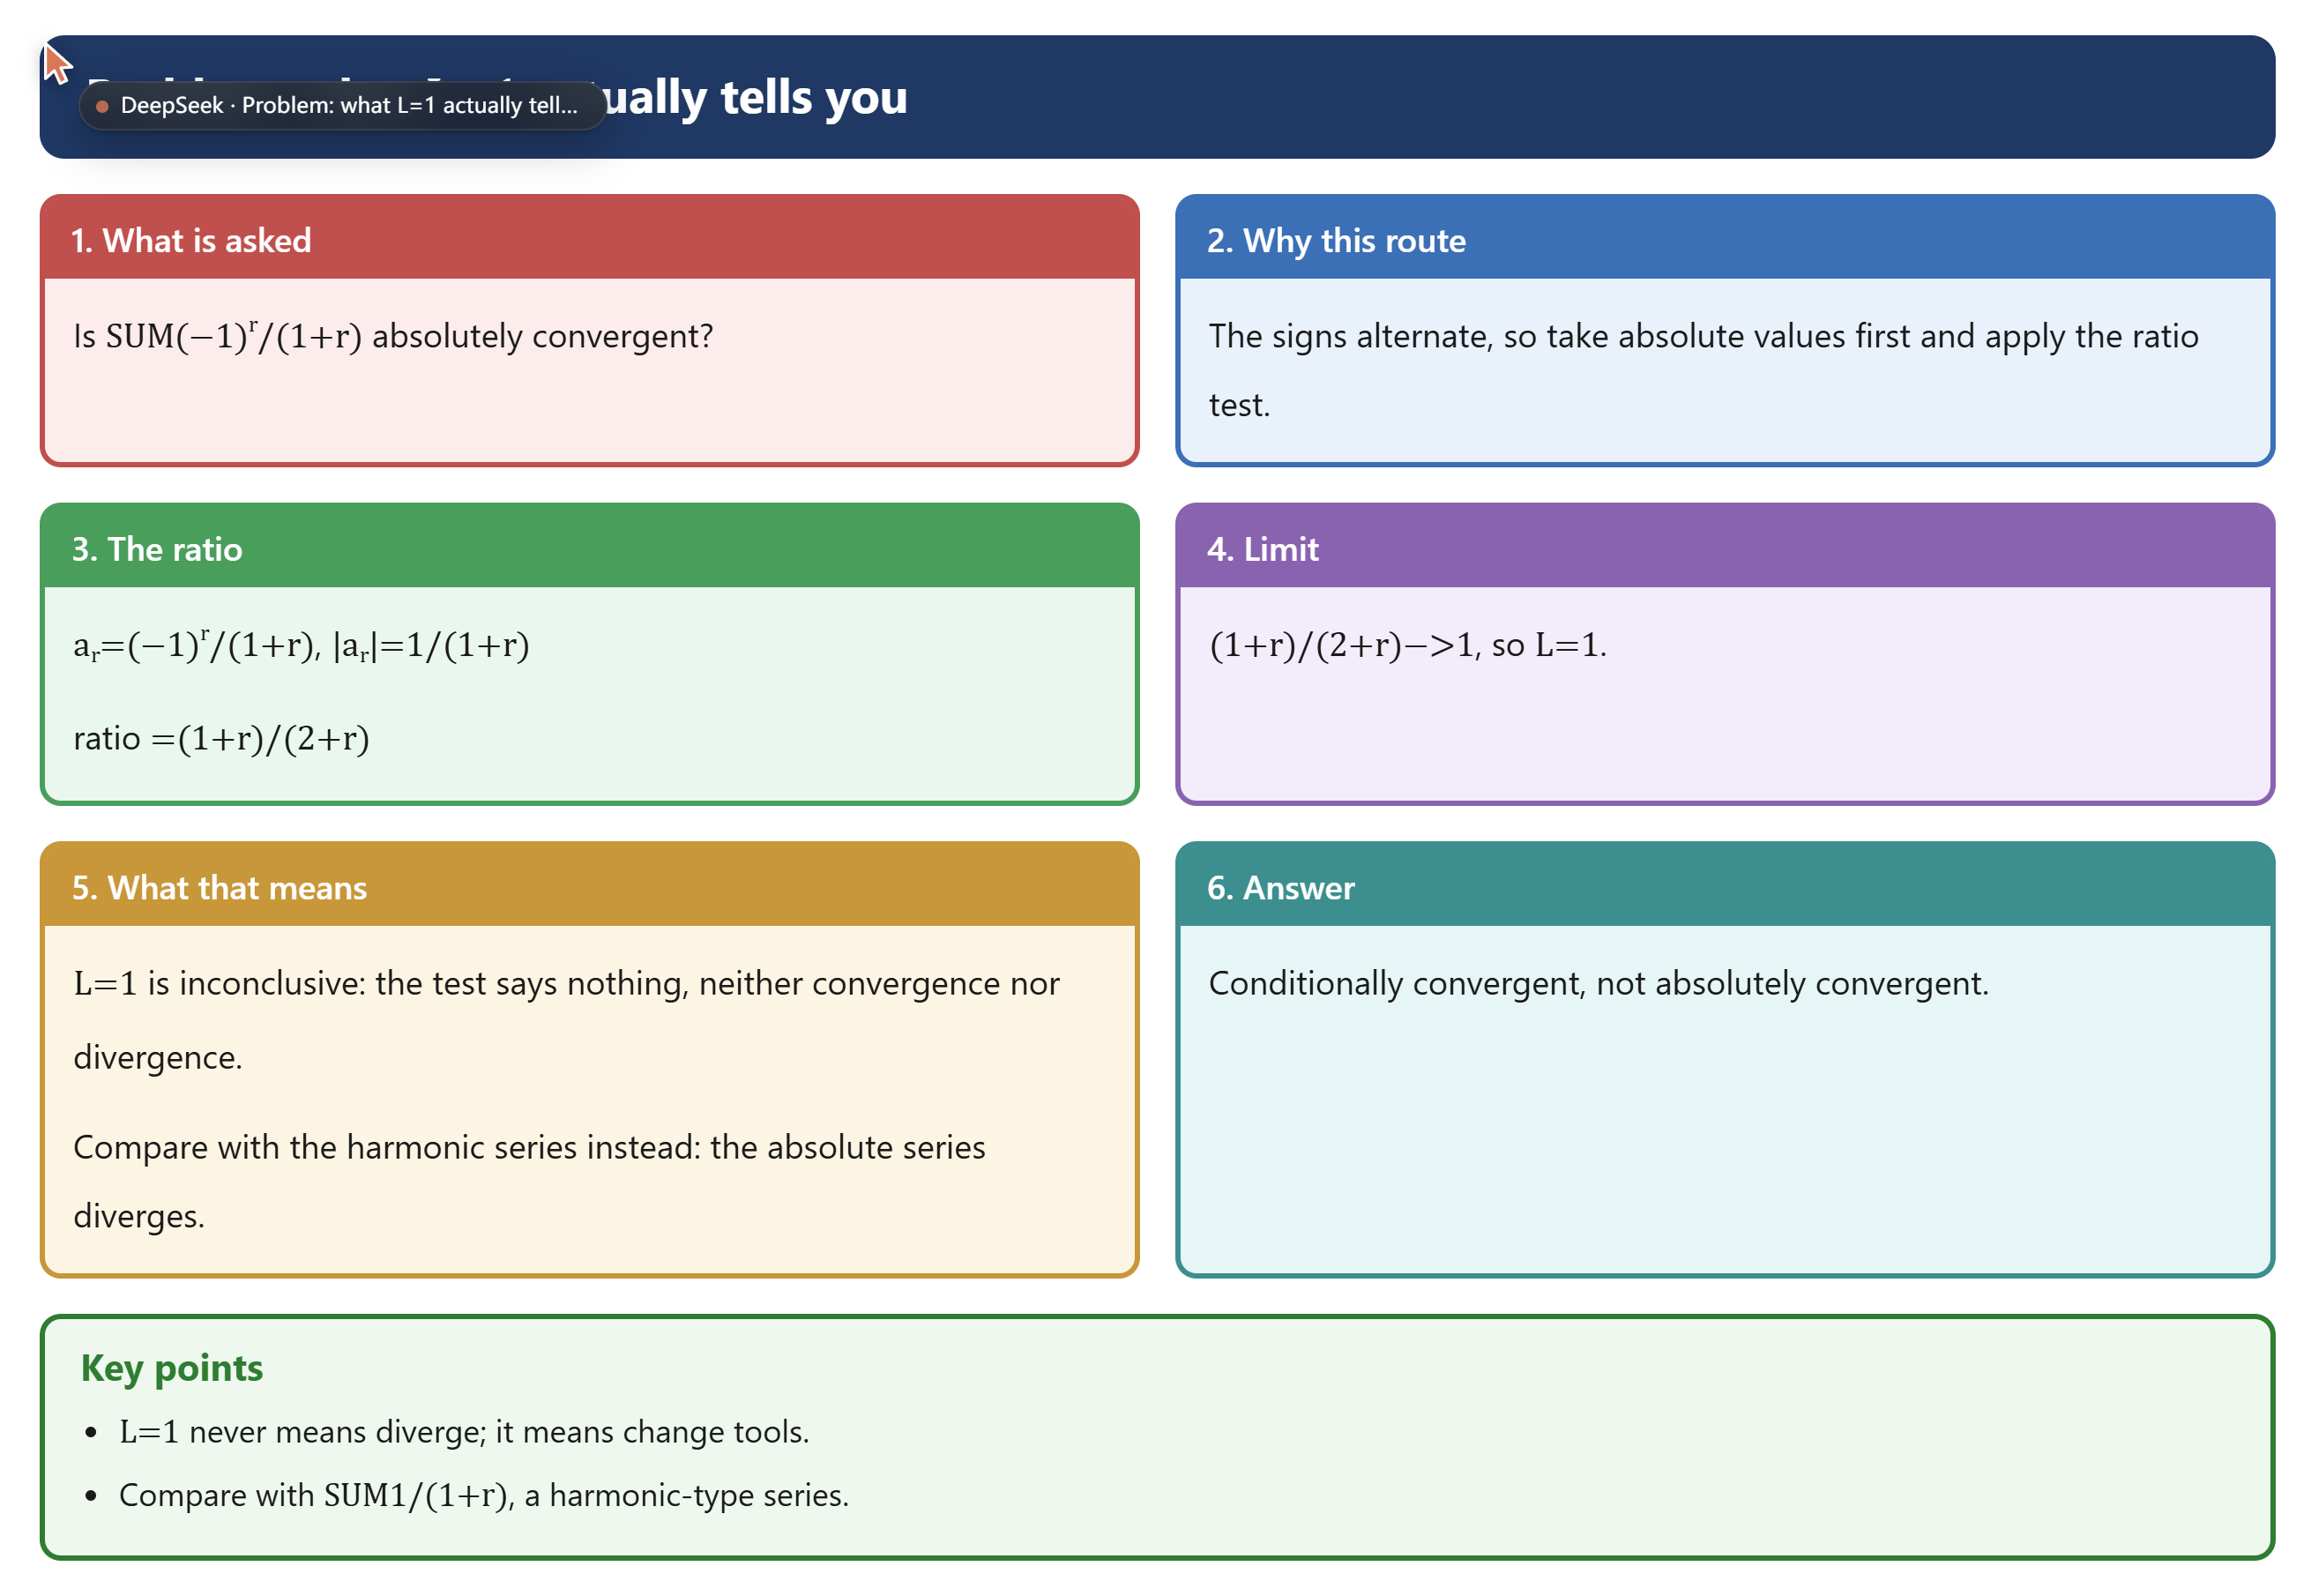 DeepSeek · Problem: what L=1 actually tell...
ually tells you
1. What is asked
Is SUM(−1)ʳ/(1+r) absolutely convergent?
2. Why this route
The signs alternate, so take absolute values first and apply the ratio
test.
3. The ratio
aᵣ=(−1)ʳ/(1+r), |aᵣ|=1/(1+r)
ratio =(1+r)/(2+r)
4. Limit
(1+r)/(2+r)−>1, so L=1.
5. What that means
L=1 is inconclusive: the test says nothing, neither convergence nor
divergence.
Compare with the harmonic series instead: the absolute series
diverges.
6. Answer
Conditionally convergent, not absolutely convergent.
Key points
• L=1 never means diverge; it means change tools.
• Compare with SUM1/(1+r), a harmonic-type series.